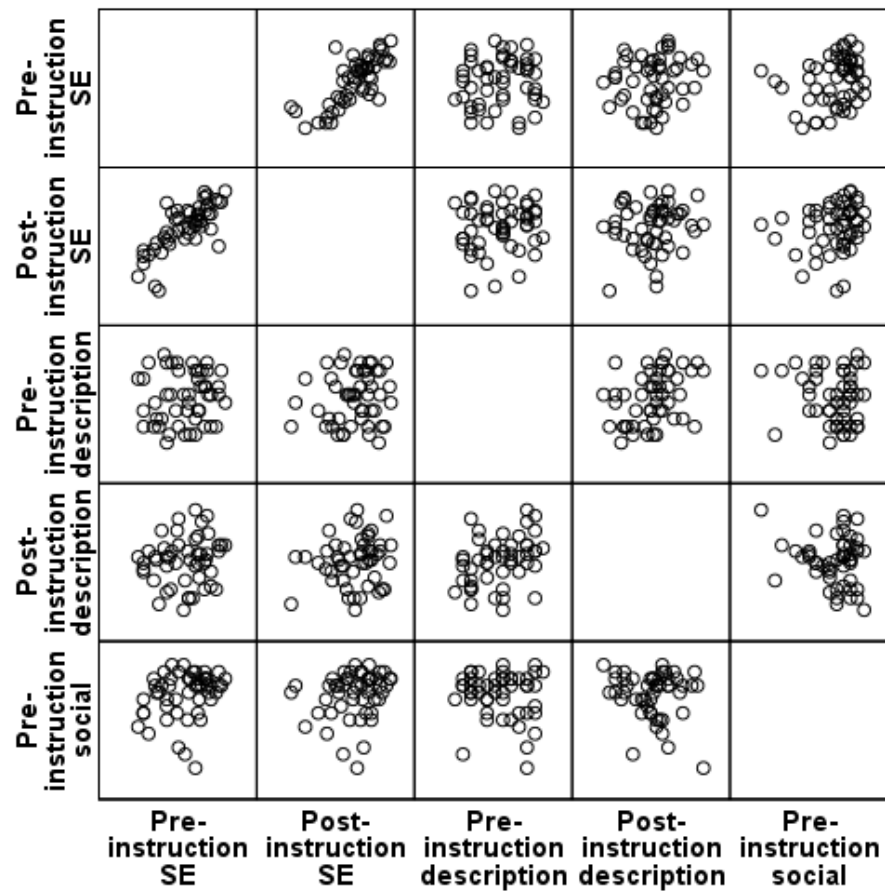 Pre-
instruction
SE
Post-
instruction
SE
Pre-
instruction
description
Post-
instruction
description
Pre-
instruction
social
Pre-
instruction
SE
Post-
instruction
SE
Pre-
instruction
description
Post-
instruction
description
Pre-
instruction
social